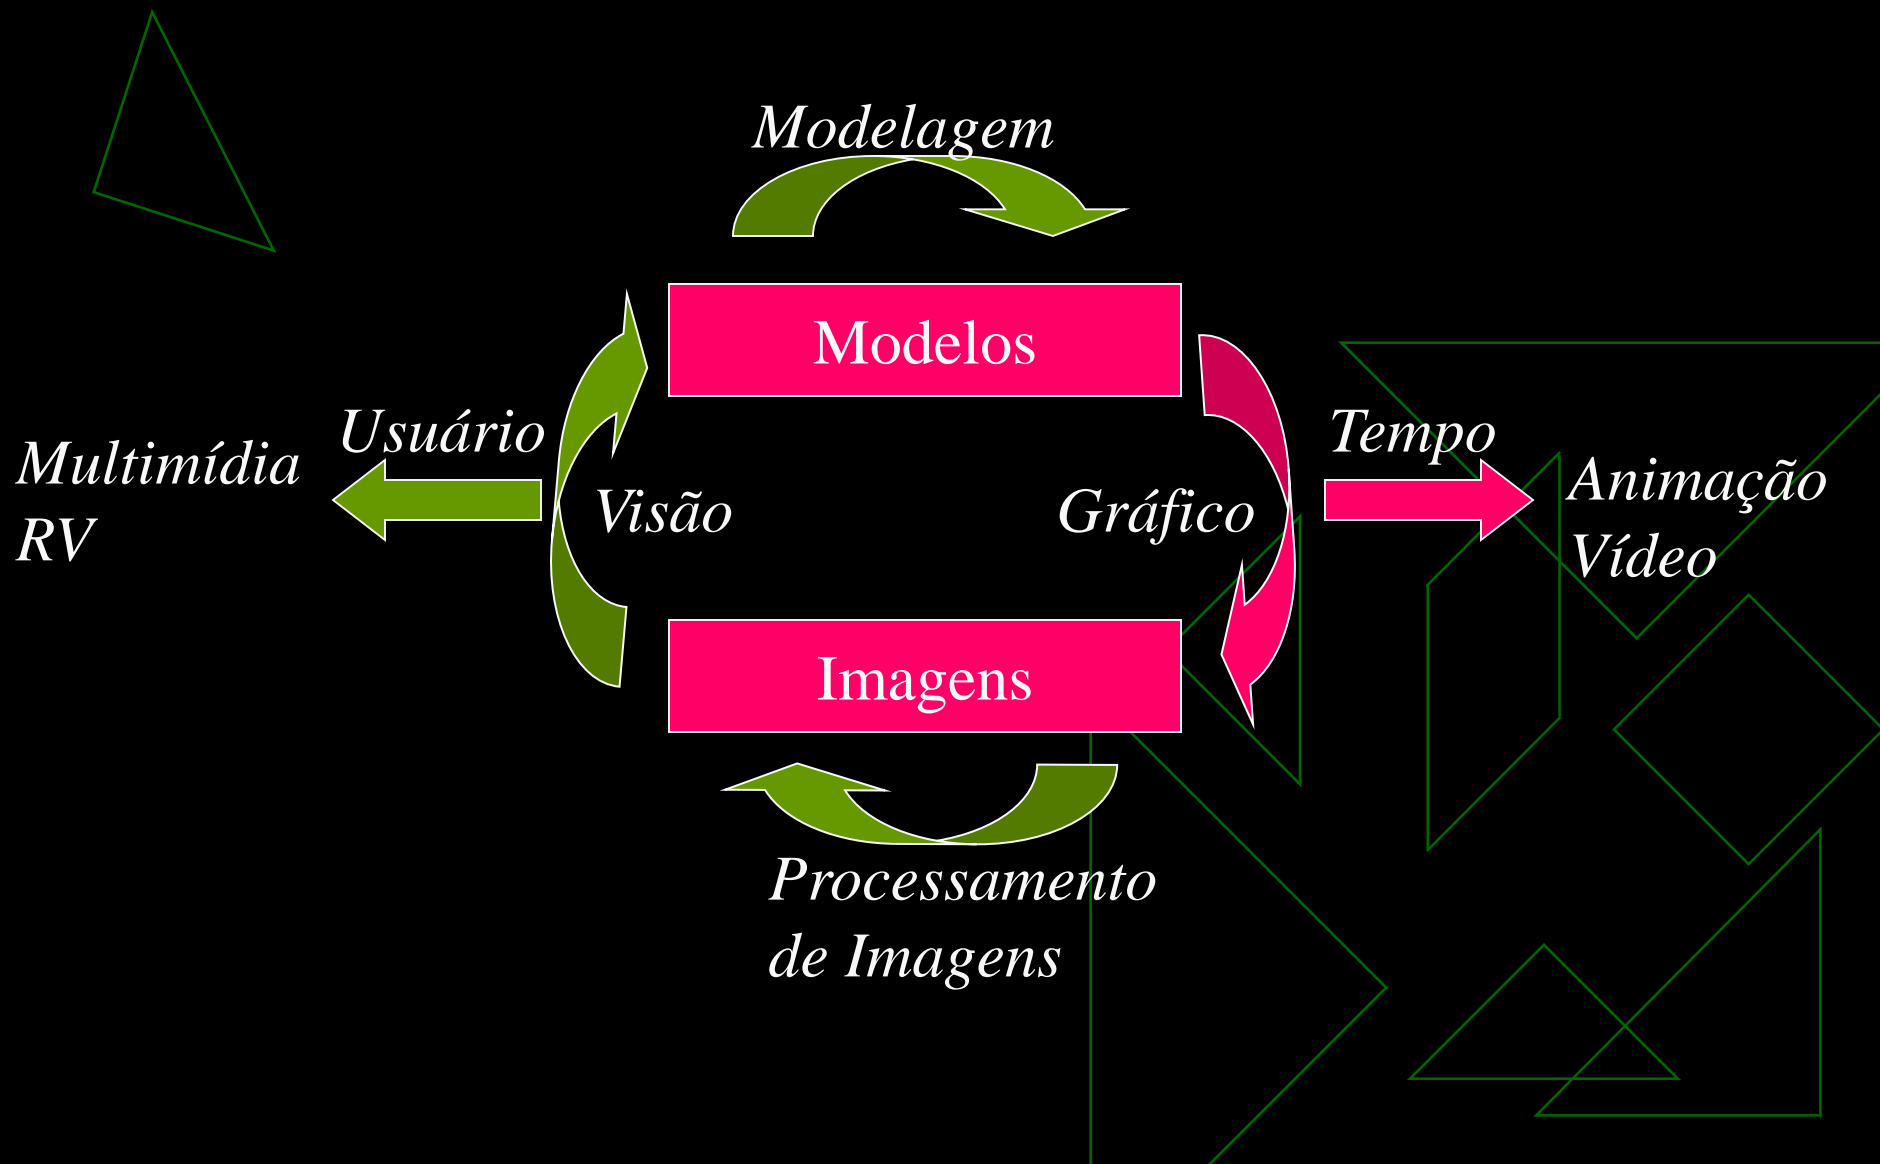 Modelagem
Modelos
Usuário
Multimídia
RV
Visão
Gráfico
Tempo
Animação
Vídeo
Imagens
Processamento
de Imagens